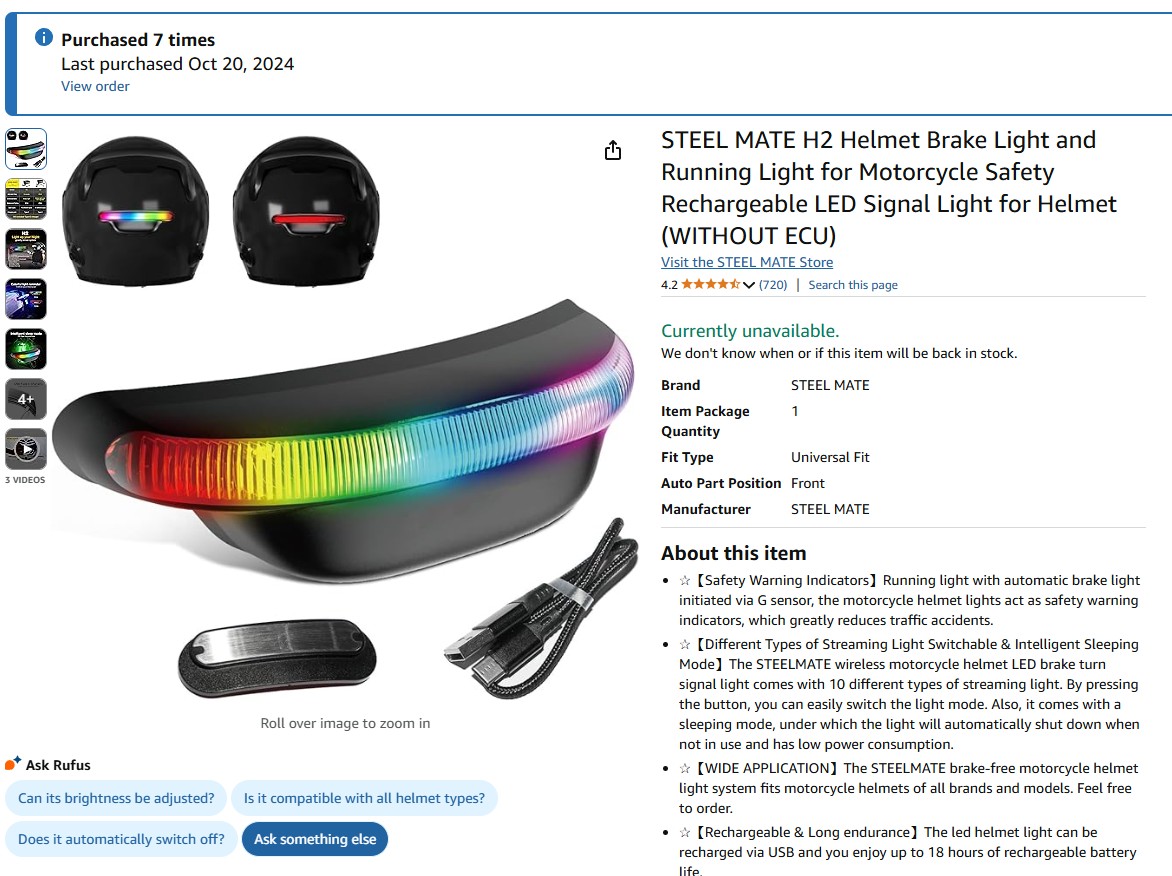 Purchased 7 times
Last purchased Oct 20, 2024
View order
STEEL MATE H2 Helmet Brake Light and
Running Light for Motorcycle Safety
Rechargeable LED Signal Light for Helmet
(WITHOUT ECU)
Visit the STEEL MATE Store
4.2 (720) | Search this page
Currently unavailable.
We don't know when or if this item will be back in stock.
Brand STEEL MATE
Item Package 1
Quantity
Fit Type Universal Fit
Auto Part Position Front
Manufacturer STEEL MATE
About this item
☆【Safety Warning Indicators】Running light with automatic brake light
initiated via G sensor, the motorcycle helmet lights act as safety warning
indicators, which greatly reduces traffic accidents.
☆【Different Types of Streaming Light Switchable & Intelligent Sleeping
Mode】The STEELMATE wireless motorcycle helmet LED brake turn
signal light comes with 10 different types of streaming light. By pressing
the button, you can easily switch the light mode. Also, it comes with a
sleeping mode, under which the light will automatically shut down when
not in use and has low power consumption.
☆【WIDE APPLICATION】The STEELMATE brake-free motorcycle helmet
light system fits motorcycle helmets of all brands and models. Feel free
to order.
☆【Rechargeable & Long endurance】The led helmet light can be
recharged via USB and you enjoy up to 18 hours of rechargeable battery
life.
4+
3 VIDEOS
Roll over image to zoom in
Ask Rufus
Can its brightness be adjusted?
Is it compatible with all helmet types?
Does it automatically switch off?
Ask something else